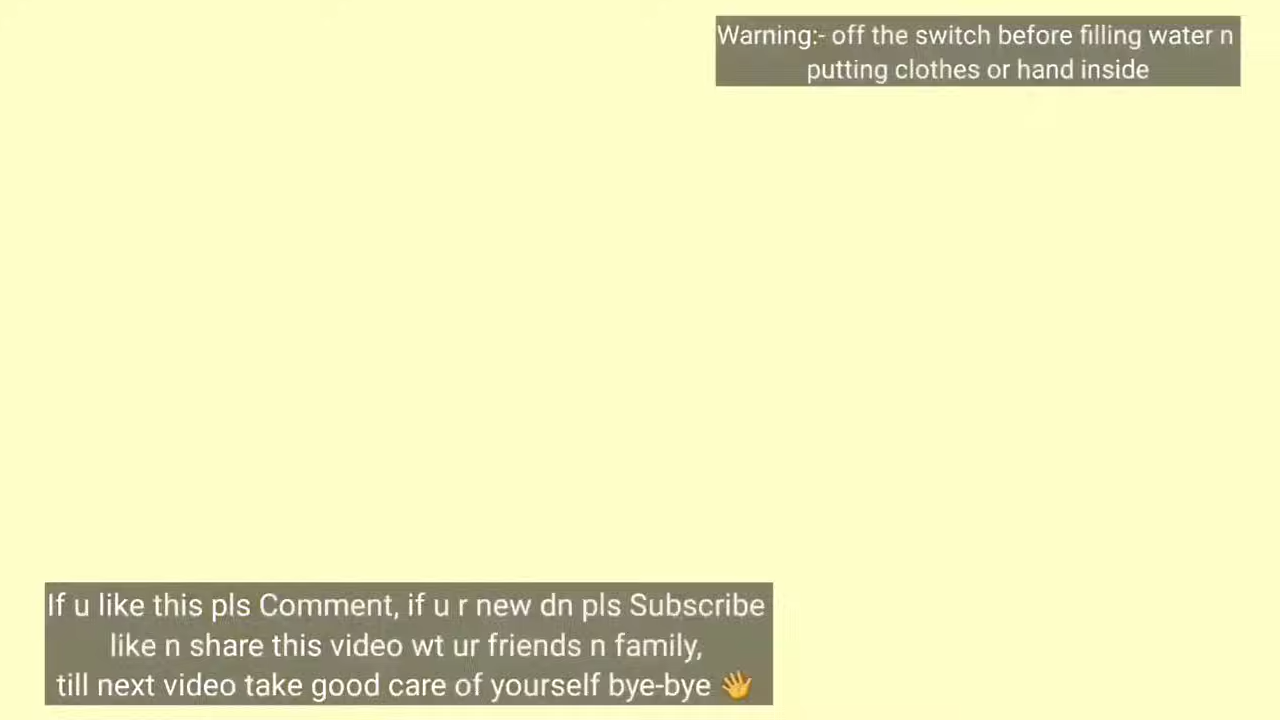 Warning:- off the switch before filling water n
putting clothes or hand inside
If u like this pls Comment, if u r new dn pls Subscribe
like n share this video wt ur friends n family,
till next video take good care of yourself bye-bye 👋